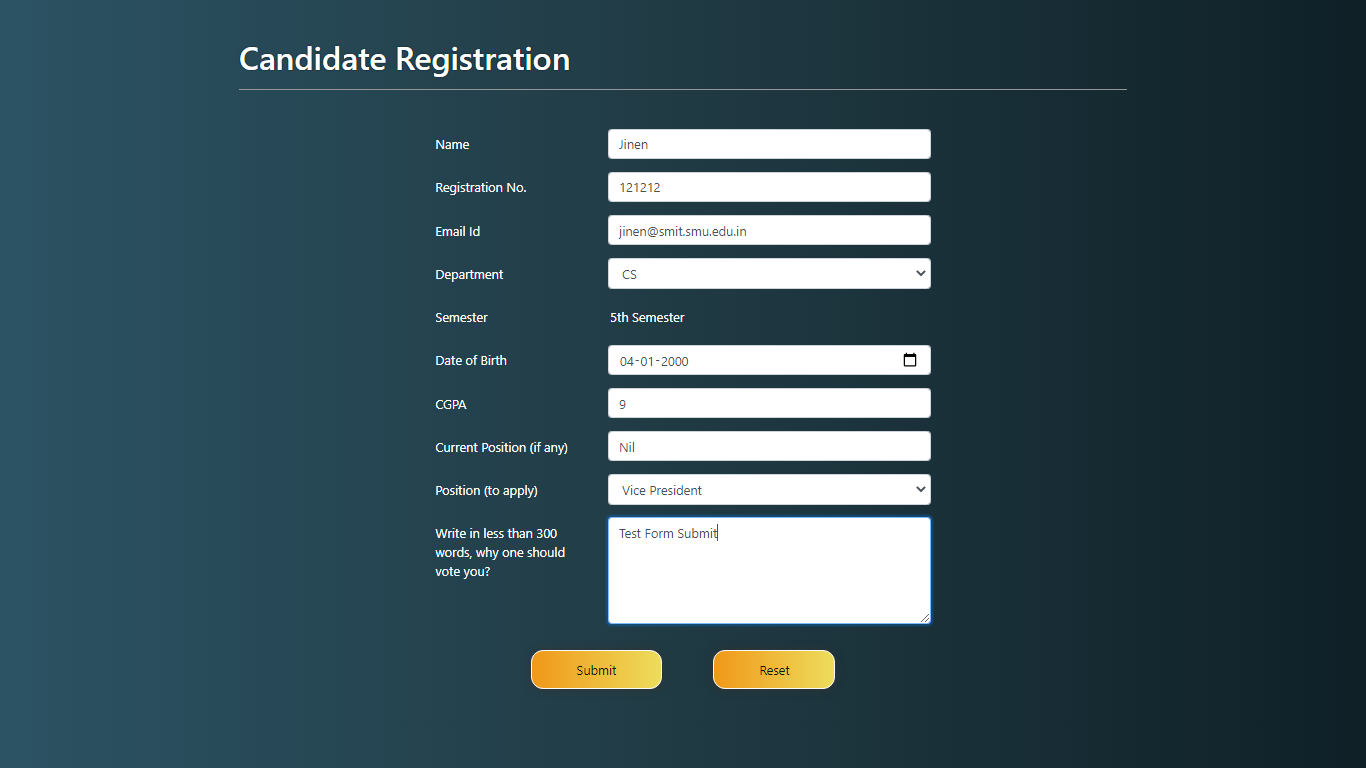 Candidate Registration
Name Jinen
Registration No. 121212
Email Id jinen@smit.smu.edu.in
Department CS
Semester 5th Semester
Date of Birth 04-01-2000
CGPA 9
Current Position (if any) Nil
Position (to apply) Vice President
Write in less than 300 Test Form Submit
words, why one should
vote you?
Submit Reset